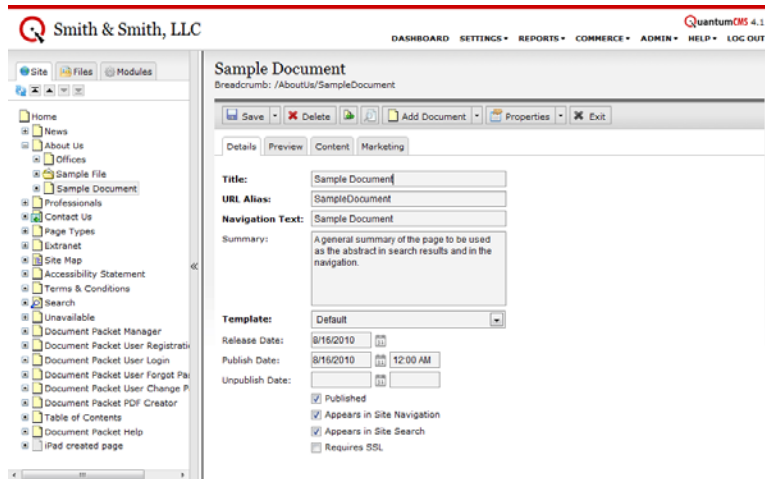 Smith & Smith, LLC
QuantumCMS 4.1
DASHBOARD SETTINGS REPORTS COMMERCE ADMIN HELP LOG OUT
Site Files Modules
Home
News
About Us
Offices
Sample File
Sample Document
Professionals
Contact Us
Page Types
Extranet
Site Map
Accessibility Statement
Terms & Conditions
Search
Unavailable
Document Packet Manager
Document Packet User Registratio
Document Packet User Login
Document Packet User Forgot Pa
Document Packet User Change P
Document Packet PDF Creator
Table of Contents
Document Packet Help
iPad created page
Sample Document
Breadcrumb: /AboutUs/SampleDocument
Save Delete Add Document Properties Exit
Details Preview Content Marketing
Title: Sample Document
URL Alias: SampleDocument
Navigation Text: Sample Document
Summary: A general summary of the page to be used
as the abstract in search results and in the
navigation.
Template: Default
Release Date: 8/16/2010
Publish Date: 8/16/2010 12:00 AM
Unpublish Date:
Published
Appears in Site Navigation
Appears in Site Search
Requires SSL